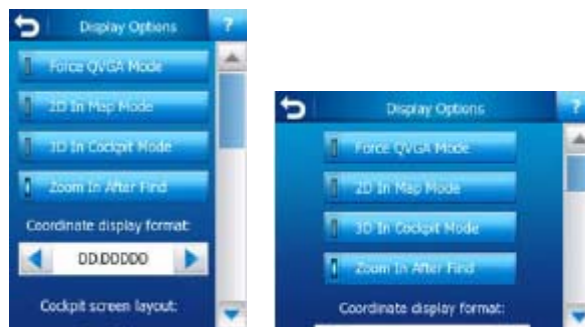 Display Options ?
Force QVGA Mode
2D In Map Mode
3D In Cockpit Mode
Zoom In After Find
Coordinate display format:
DD.DDDDD
Cockpit screen layout:
Display Options ?
Force QVGA Mode
2D In Map Mode
3D In Cockpit Mode
Zoom In After Find
Coordinate display format: